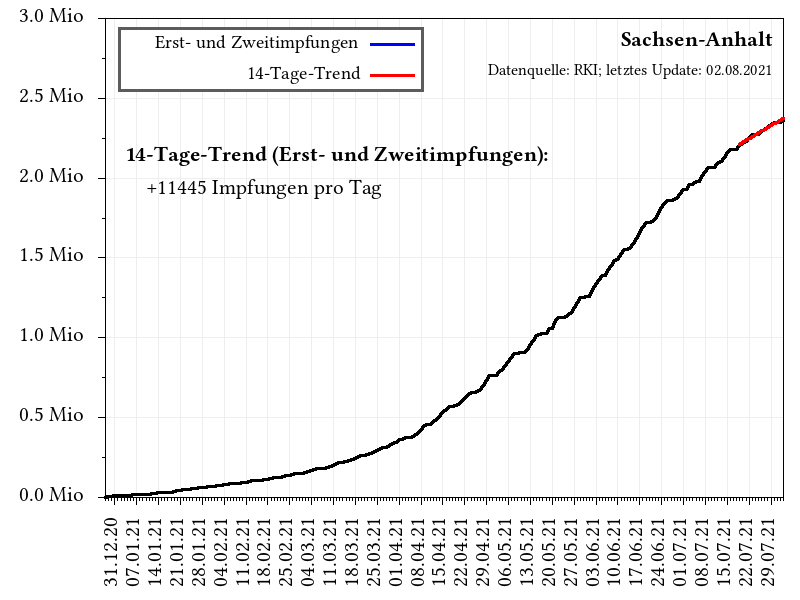 3.0 Mio
2.5 Mio
2.0 Mio
1.5 Mio
1.0 Mio
0.5 Mio
0.0 Mio
Erst- und Zweitimpfungen
14-Tage-Trend
Sachsen-Anhalt
Datenquelle: RKI; letztes Update: 02.08.2021
14-Tage-Trend (Erst- und Zweitimpfungen):
+11445 Impfungen pro Tag
31.12.20
07.01.21
14.01.21
21.01.21
28.01.21
04.02.21
11.02.21
18.02.21
25.02.21
04.03.21
11.03.21
18.03.21
25.03.21
01.04.21
08.04.21
15.04.21
22.04.21
29.04.21
06.05.21
13.05.21
20.05.21
27.05.21
03.06.21
10.06.21
17.06.21
24.06.21
01.07.21
08.07.21
15.07.21
22.07.21
29.07.21